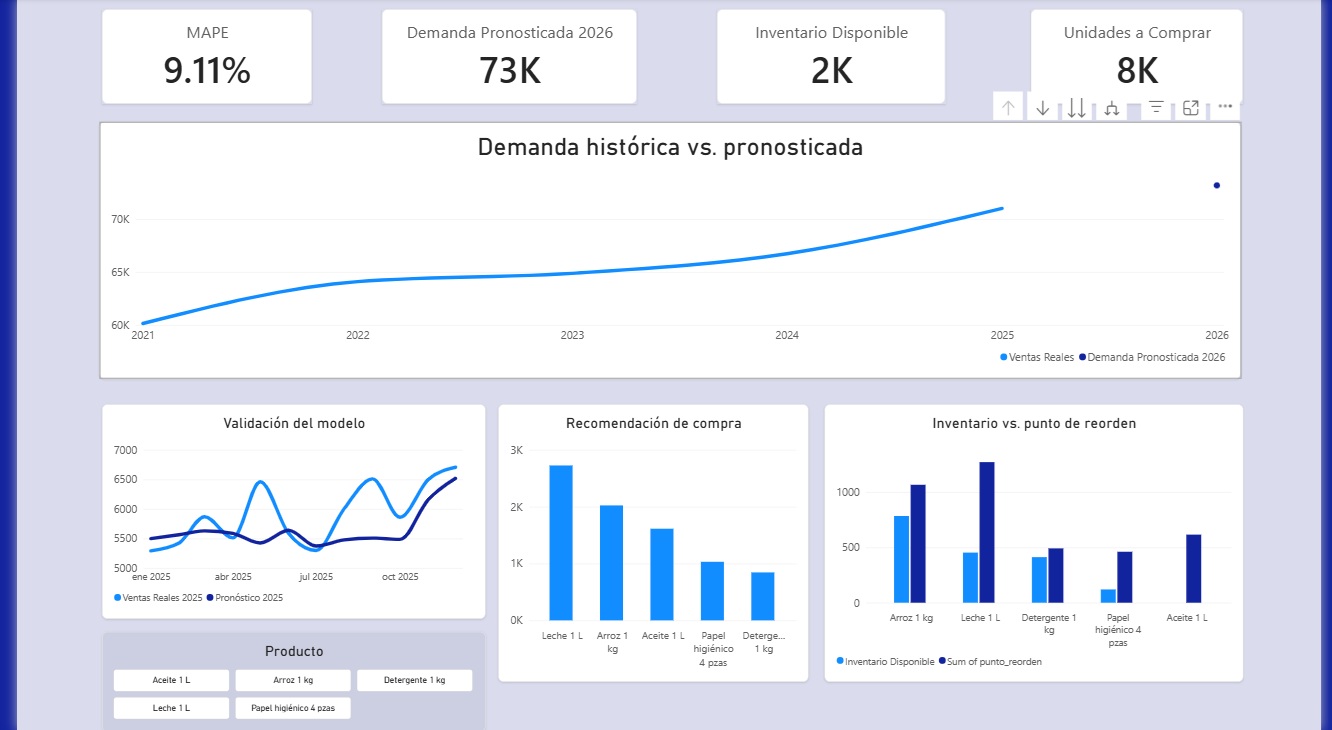 MAPE
9.11%
Demanda Pronosticada 2026
73K
Inventario Disponible
2K
Unidades a Comprar
8K
Demanda histórica vs. pronosticada
70K
65K
60K
2021 2022 2023 2024 2025 2026
Ventas Reales Demanda Pronosticada 2026
Validación del modelo
7000
6500
6000
5500
5000
ene 2025 abr 2025 jul 2025 oct 2025
Ventas Reales 2025 Pronóstico 2025
Producto
Aceite 1 L Arroz 1 kg Detergente 1 kg
Leche 1 L Papel higiénico 4 pzas
Recomendación de compra
3K
2K
1K
0K
Leche 1 L
Arroz 1
kg
Aceite 1 L
Papel
higiénico
4 pzas
Deterge...
1 kg
Inventario vs. punto de reorden
1000
500
0
Arroz 1 kg
Leche 1 L
Detergente 1
kg
Papel
higiénico 4
pzas
Aceite 1 L
Inventario Disponible Sum of punto_reorden